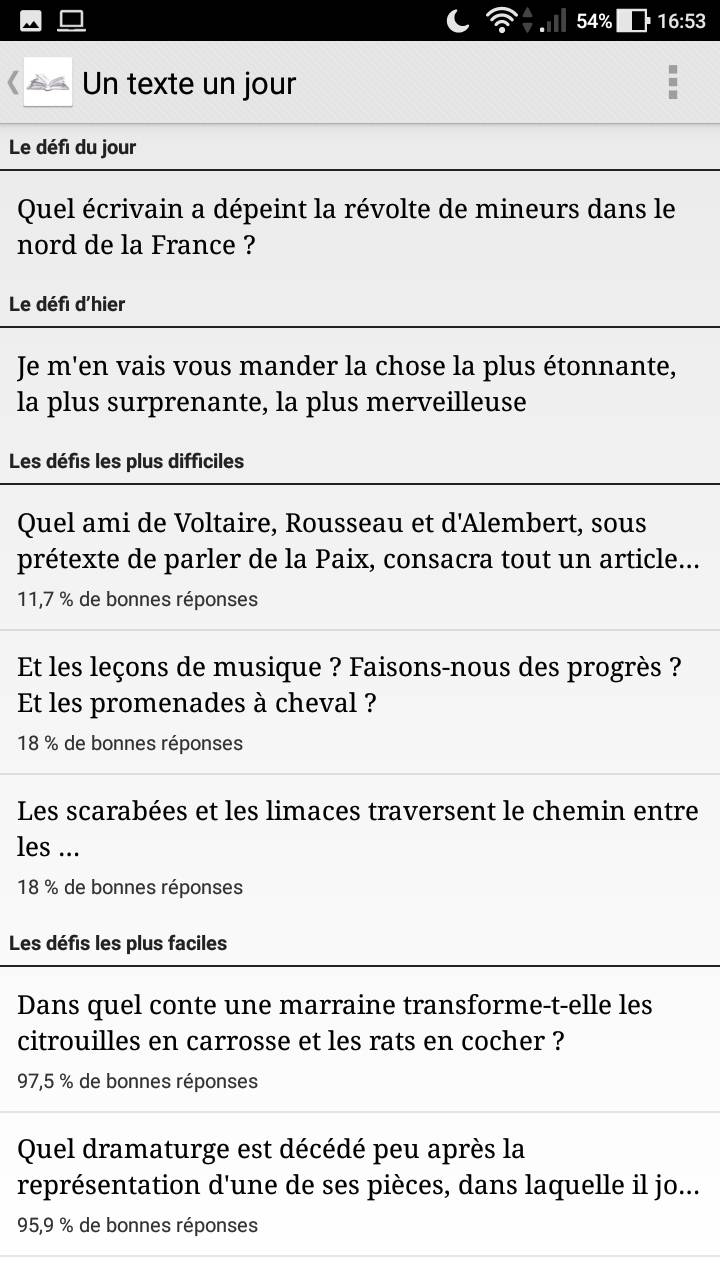 54% 16:53
Un texte un jour
Le défi du jour
Quel écrivain a dépeint la révolte de mineurs dans le
nord de la France ?
Le défi d’hier
Je m'en vais vous mander la chose la plus étonnante,
la plus surprenante, la plus merveilleuse
Les défis les plus difficiles
Quel ami de Voltaire, Rousseau et d'Alembert, sous
prétexte de parler de la Paix, consacra tout un article...
11,7 % de bonnes réponses
Et les leçons de musique ? Faisons-nous des progrès ?
Et les promenades à cheval ?
18 % de bonnes réponses
Les scarabées et les limaces traversent le chemin entre
les ...
18 % de bonnes réponses
Les défis les plus faciles
Dans quel conte une marraine transforme-t-elle les
citrouilles en carrosse et les rats en cocher ?
97,5 % de bonnes réponses
Quel dramaturge est décédé peu après la
représentation d'une de ses pièces, dans laquelle il jo...
95,9 % de bonnes réponses